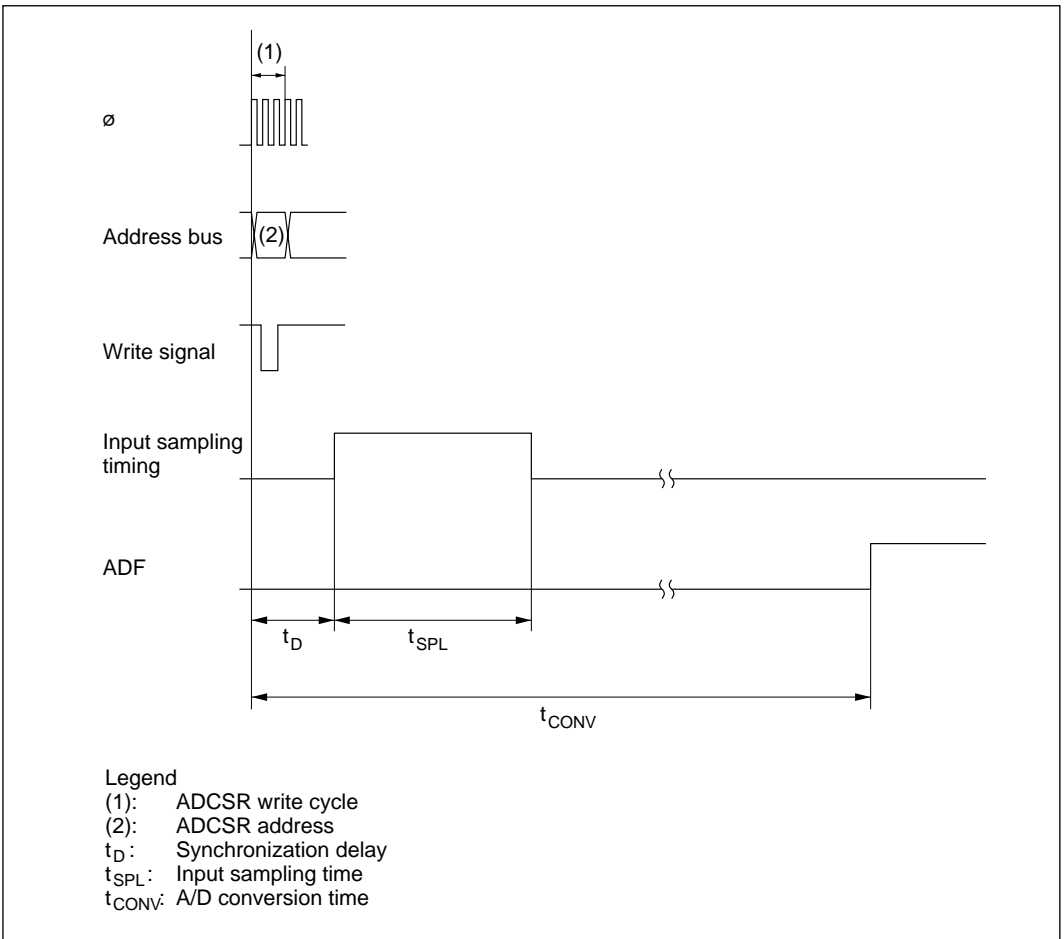 (1)
ø
Address bus
(2)
Write signal
Input sampling
timing
ADF
tD
tSPL
tCONV
Legend
(1): ADCSR write cycle
(2): ADCSR address
tD: Synchronization delay
tSPL: Input sampling time
tCONV: A/D conversion time